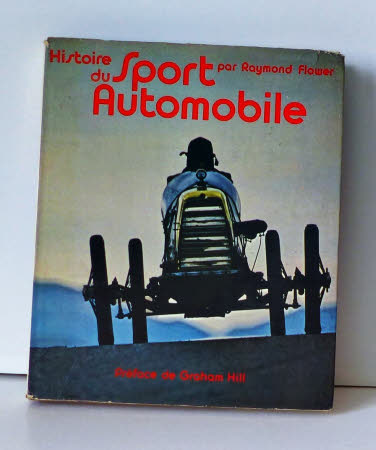 Histoire du Sport par Raymond Flower
Automobile
Préface de Graham Hill